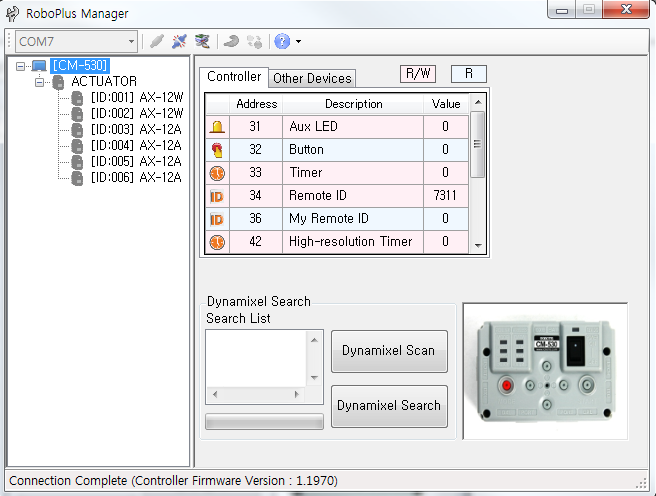 RoboPlus Manager
COM7
[CM-530]
ACTUATOR
[ID:001] AX-12W
[ID:002] AX-12W
[ID:003] AX-12A
[ID:004] AX-12A
[ID:005] AX-12A
[ID:006] AX-12A
Controller Other Devices R/W R
Address Description Value
31 Aux LED 0
32 Button 0
33 Timer 0
ID 34 Remote ID 7311
ID 36 My Remote ID 0
42 High-resolution Timer 0
Dynamixel Search
Search List
Dynamixel Scan
Dynamixel Search
CM-530
Connection Complete (Controller Firmware Version : 1.1970)